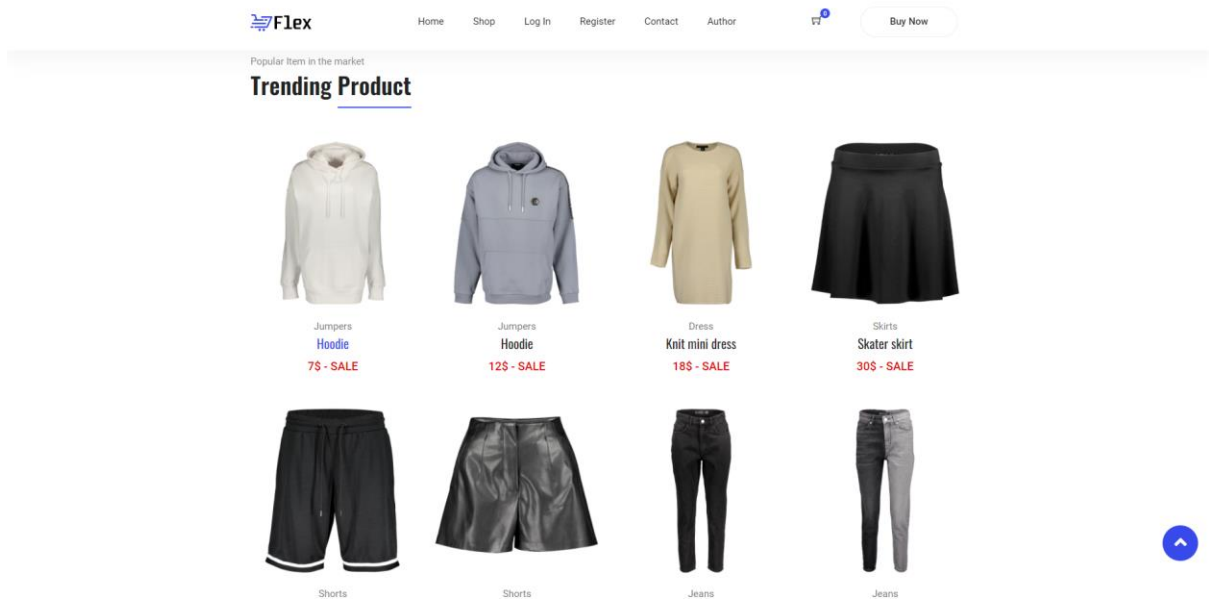 Flex
Home Shop Log In Register Contact Author 0 Buy Now
Popular Item in the market
Trending Product
Jumpers Jumpers Dress Skirts
Hoodie Hoodie Knit mini dress Skater skirt
7$ - SALE 12$ - SALE 18$ - SALE 30$ - SALE
Shorts Shorts Jeans Jeans